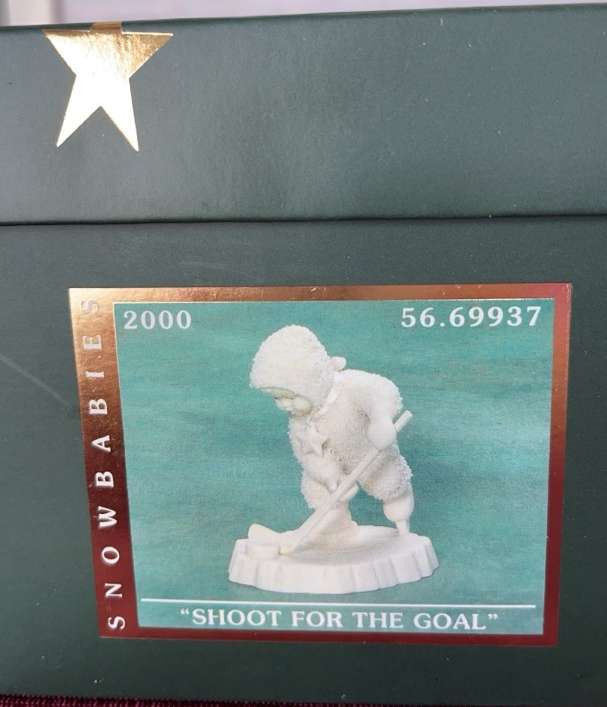 2000
56.69937
SNOWBABIES
"SHOOT FOR THE GOAL"